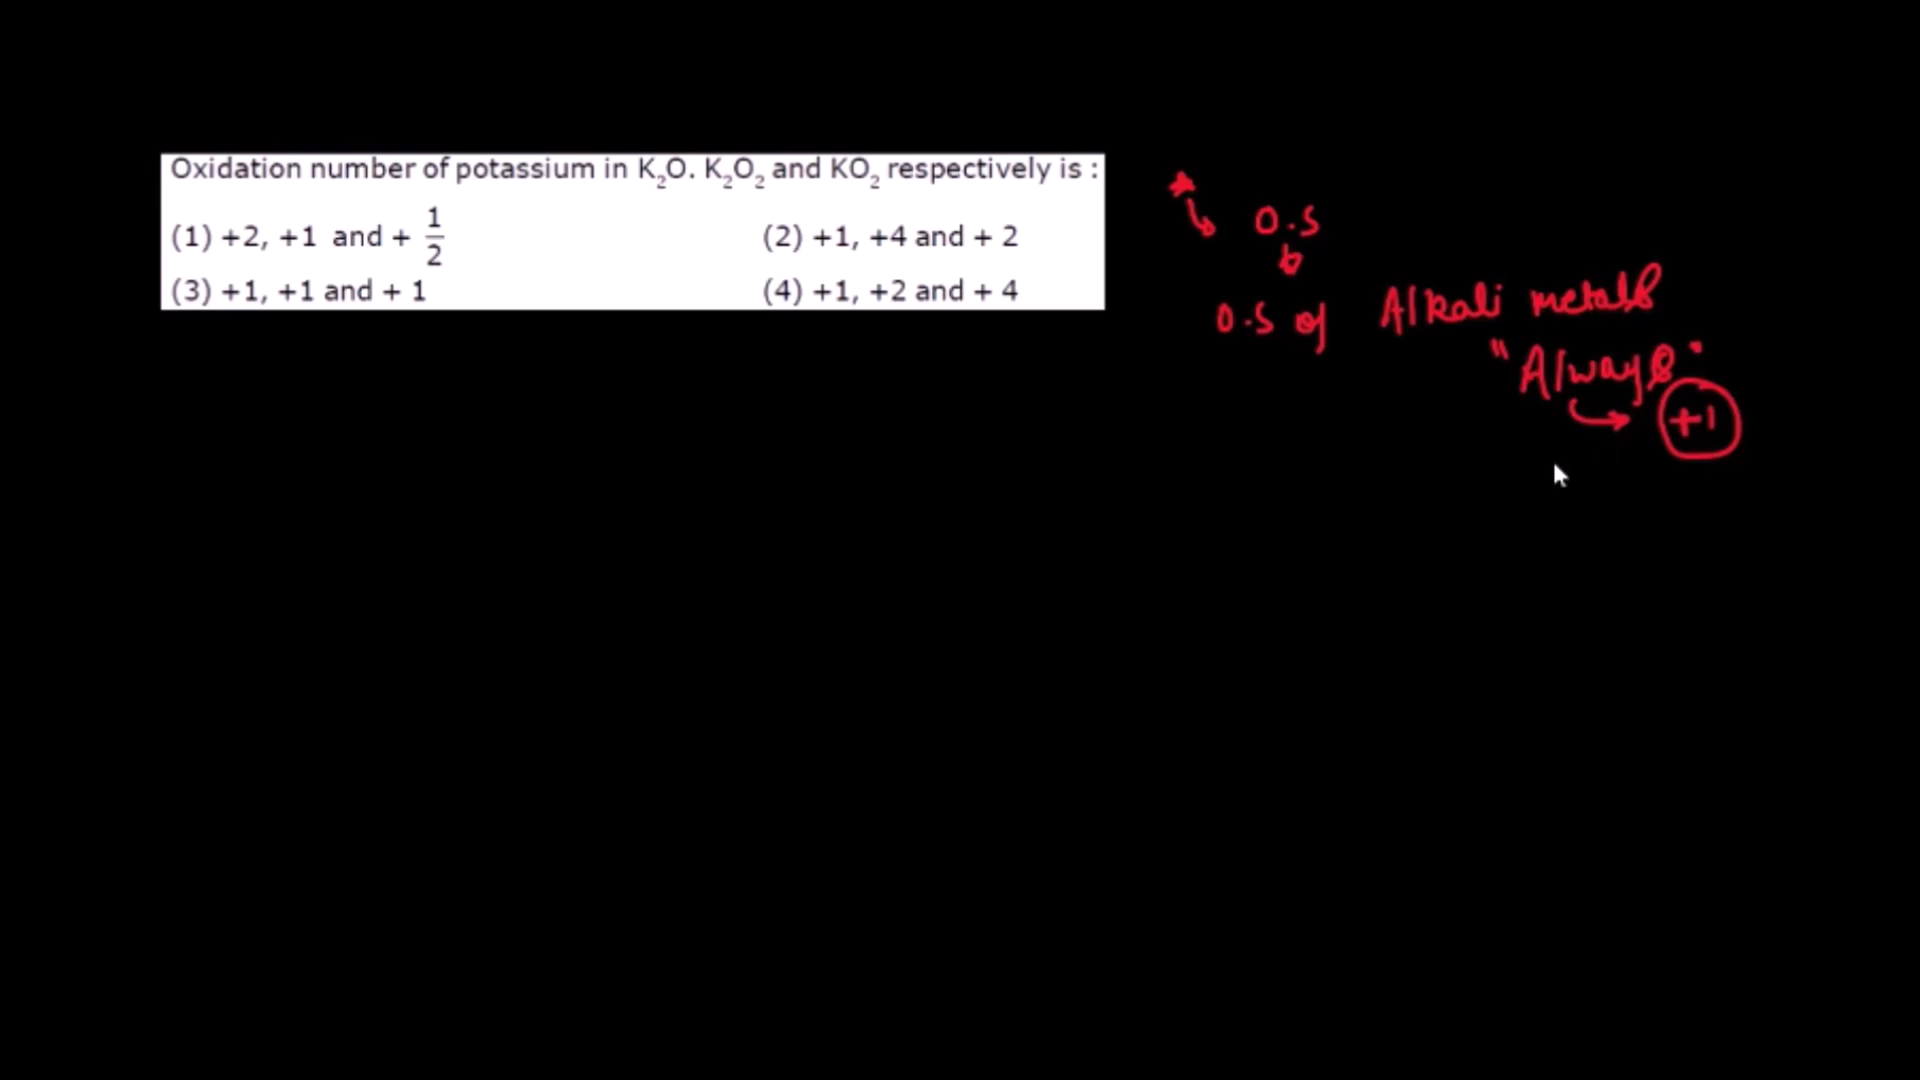 Oxidation number of potassium in K₂O. K₂O₂ and KO₂ respectively is :
(1) +2, +1 and + 1/2 (2) +1, +4 and + 2
(3) +1, +1 and + 1 (4) +1, +2 and + 4
O.S
O.S of Alkali metals
"Always"
+1